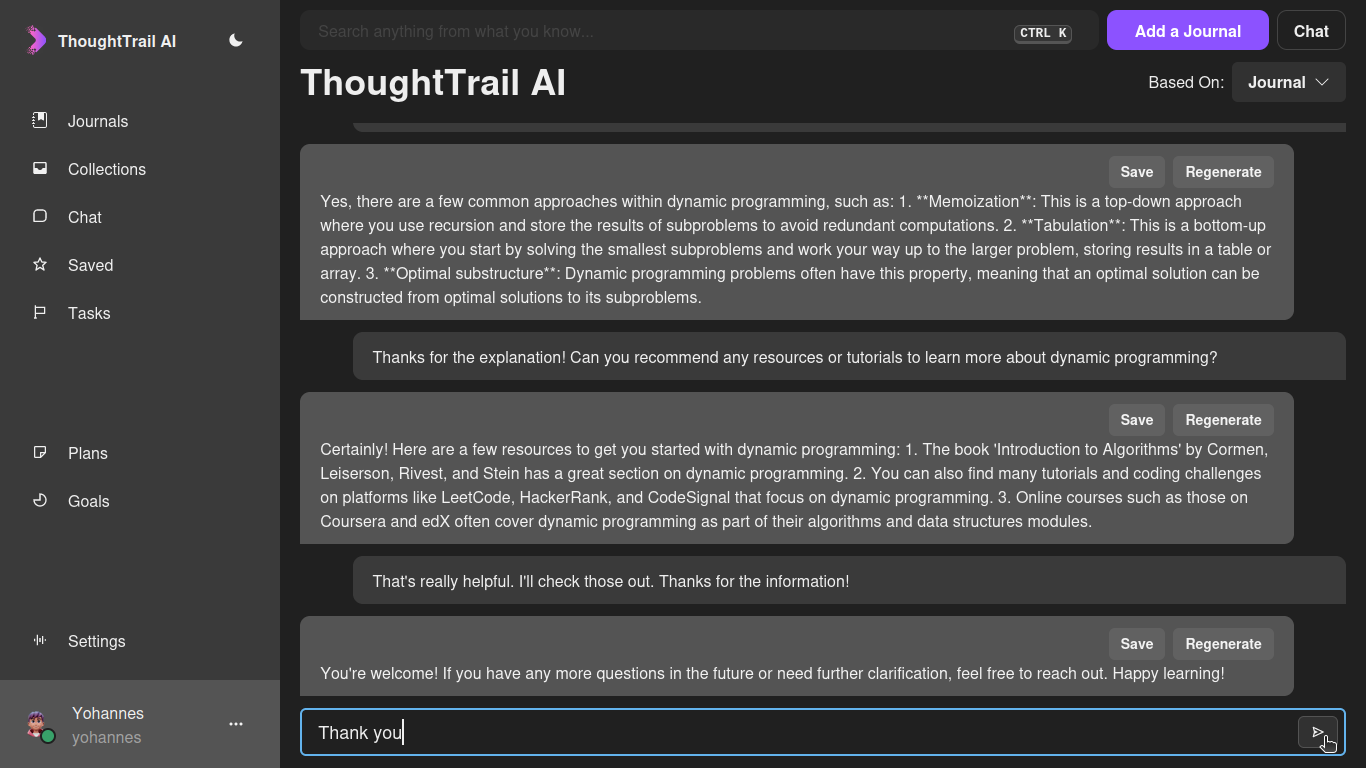 ThoughtTrail AI
Journals
Collections
Chat
Saved
Tasks
Plans
Goals
Settings
Yohannes
yohannes
Search anything from what you know...
CTRL K
Add a Journal
Chat
ThoughtTrail AI
Based On:
Journal
Save
Regenerate
Yes, there are a few common approaches within dynamic programming, such as: 1. **Memoization**: This is a top-down approach
where you use recursion and store the results of subproblems to avoid redundant computations. 2. **Tabulation**: This is a bottom-up
approach where you start by solving the smallest subproblems and work your way up to the larger problem, storing results in a table or
array. 3. **Optimal substructure**: Dynamic programming problems often have this property, meaning that an optimal solution can be
constructed from optimal solutions to its subproblems.
Thanks for the explanation! Can you recommend any resources or tutorials to learn more about dynamic programming?
Save
Regenerate
Certainly! Here are a few resources to get you started with dynamic programming: 1. The book 'Introduction to Algorithms' by Cormen,
Leiserson, Rivest, and Stein has a great section on dynamic programming. 2. You can also find many tutorials and coding challenges
on platforms like LeetCode, HackerRank, and CodeSignal that focus on dynamic programming. 3. Online courses such as those on
Coursera and edX often cover dynamic programming as part of their algorithms and data structures modules.
That's really helpful. I'll check those out. Thanks for the information!
Save
Regenerate
You're welcome! If you have any more questions in the future or need further clarification, feel free to reach out. Happy learning!
Thank you